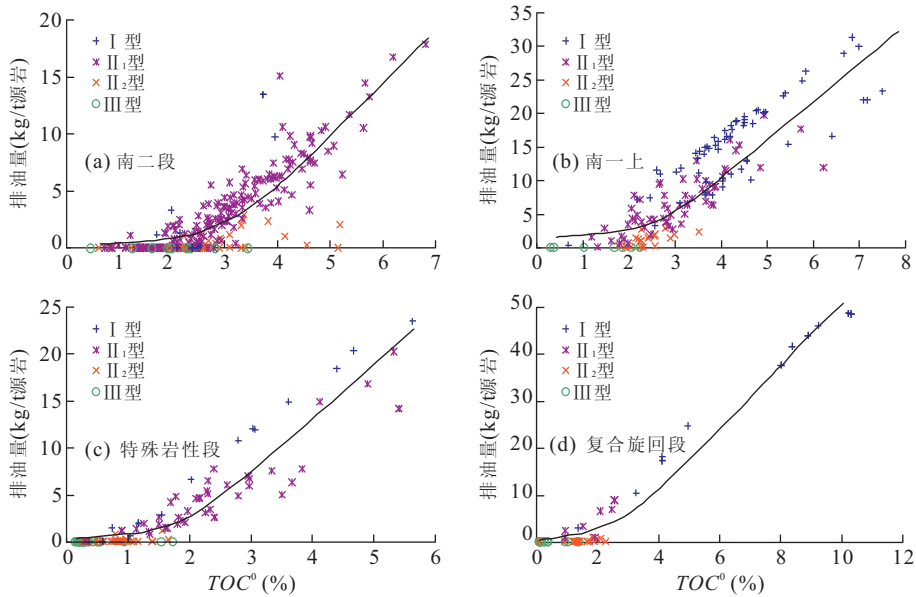 排油量(kg/t源岩)
20
15
10
5
0
0 1 2 3 4 5 6 7
+ Ⅰ 型
Ⅱ₁型
× Ⅱ₂型
○ Ⅲ型
(a) 南二段
排油量(kg/t源岩)
35
30
25
20
15
10
5
0
0 1 2 3 4 5 6 7 8
+ Ⅰ 型
Ⅱ₁型
× Ⅱ₂型
○ Ⅲ型
(b) 南一上
排油量(kg/t源岩)
25
20
15
10
5
0
0 1 2 3 4 5 6
+ Ⅰ 型
Ⅱ₁型
× Ⅱ₂型
○ Ⅲ型
(c) 特殊岩性段
TOC⁰ (%)
排油量(kg/t源岩)
50
40
30
20
10
0
0 2 4 6 8 10 12
+ Ⅰ 型
Ⅱ₁型
× Ⅱ₂型
○ Ⅲ型
(d) 复合旋回段
TOC⁰ (%)